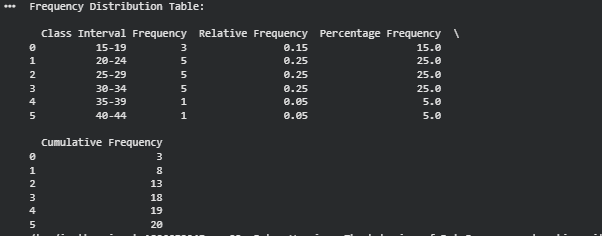 Frequency Distribution Table:
Class Interval Frequency Relative Frequency Percentage Frequency \
0 15-19 3 0.15 15.0
1 20-24 5 0.25 25.0
2 25-29 5 0.25 25.0
3 30-34 5 0.25 25.0
4 35-39 1 0.05 5.0
5 40-44 1 0.05 5.0
Cumulative Frequency
0 3
1 8
2 13
3 18
4 19
5 20